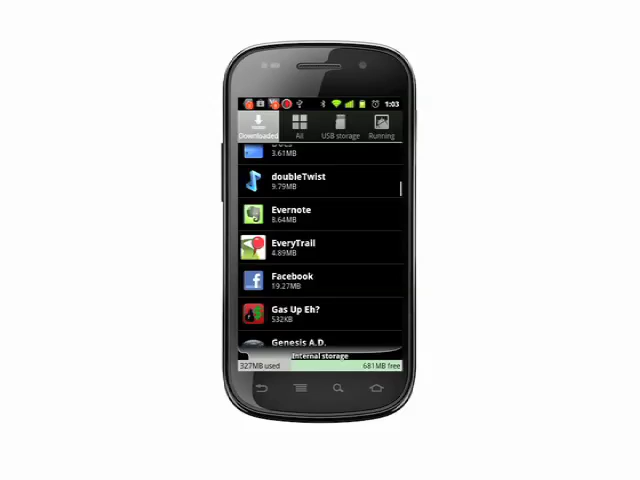 1:03
Downloaded
All
USB storage
Running
3.61MB
doubleTwist
9.79MB
Evernote
8.64MB
EveryTrail
4.89MB
Facebook
19.27MB
Gas Up Eh?
532KB
Genesis A.D.
Internal storage
327MB used
681MB free